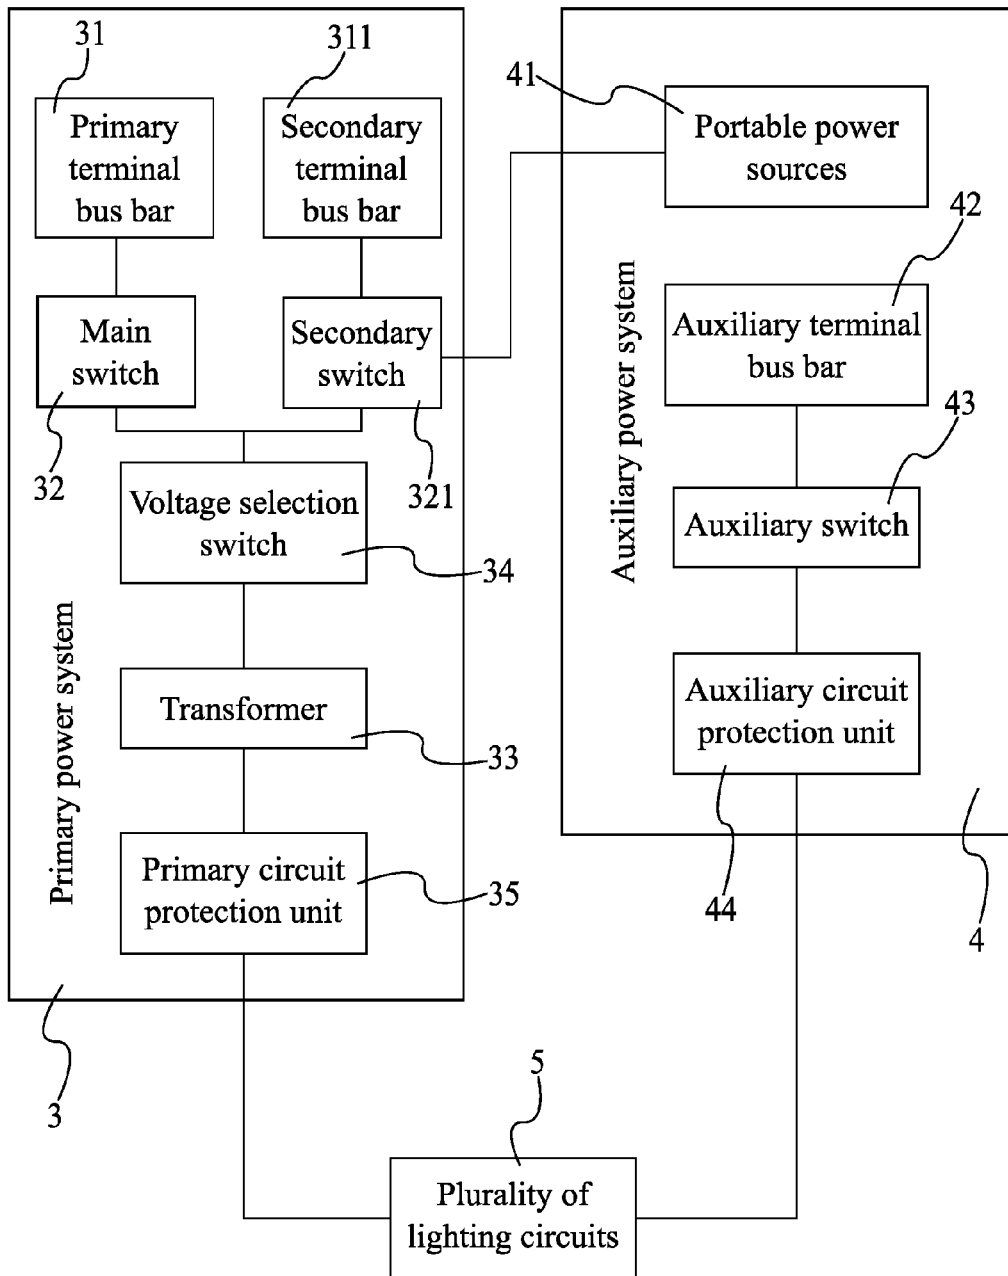 31
311
Primary
terminal
bus bar
Secondary
terminal
bus bar
Main
switch
Secondary
switch
32
321
Voltage selection
switch
34
Transformer
33
Primary circuit
protection unit
35
Primary power system
3
41
Portable power
sources
42
Auxiliary terminal
bus bar
43
Auxiliary switch
Auxiliary circuit
protection unit
44
Auxiliary power system
4
5
Plurality of
lighting circuits